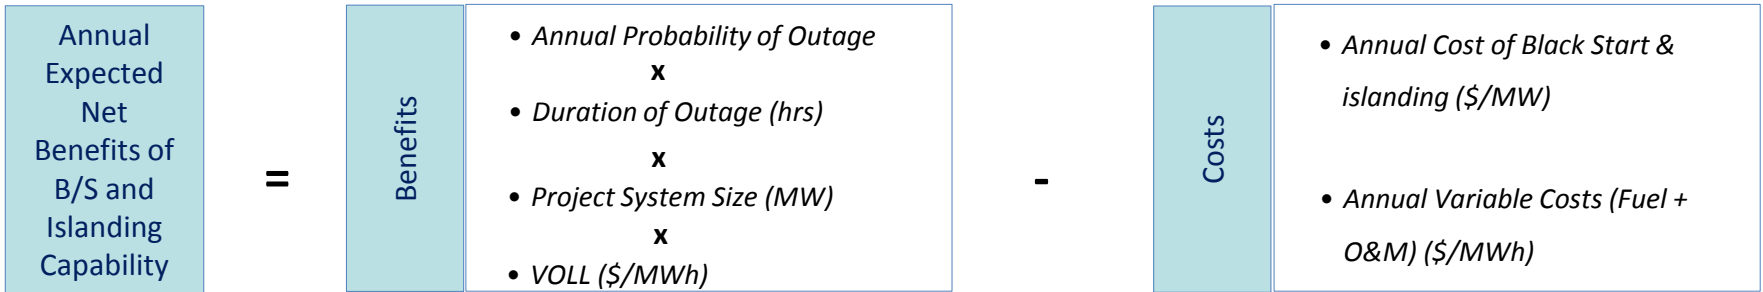 Annual
Expected
Net
Benefits of
B/S and
Islanding
Capability
=
Benefits
• Annual Probability of Outage
x
• Duration of Outage (hrs)
x
• Project System Size (MW)
x
• VOLL ($/MWh)
-
Costs
• Annual Cost of Black Start &
islanding ($/MW)
• Annual Variable Costs (Fuel +
O&M) ($/MWh)